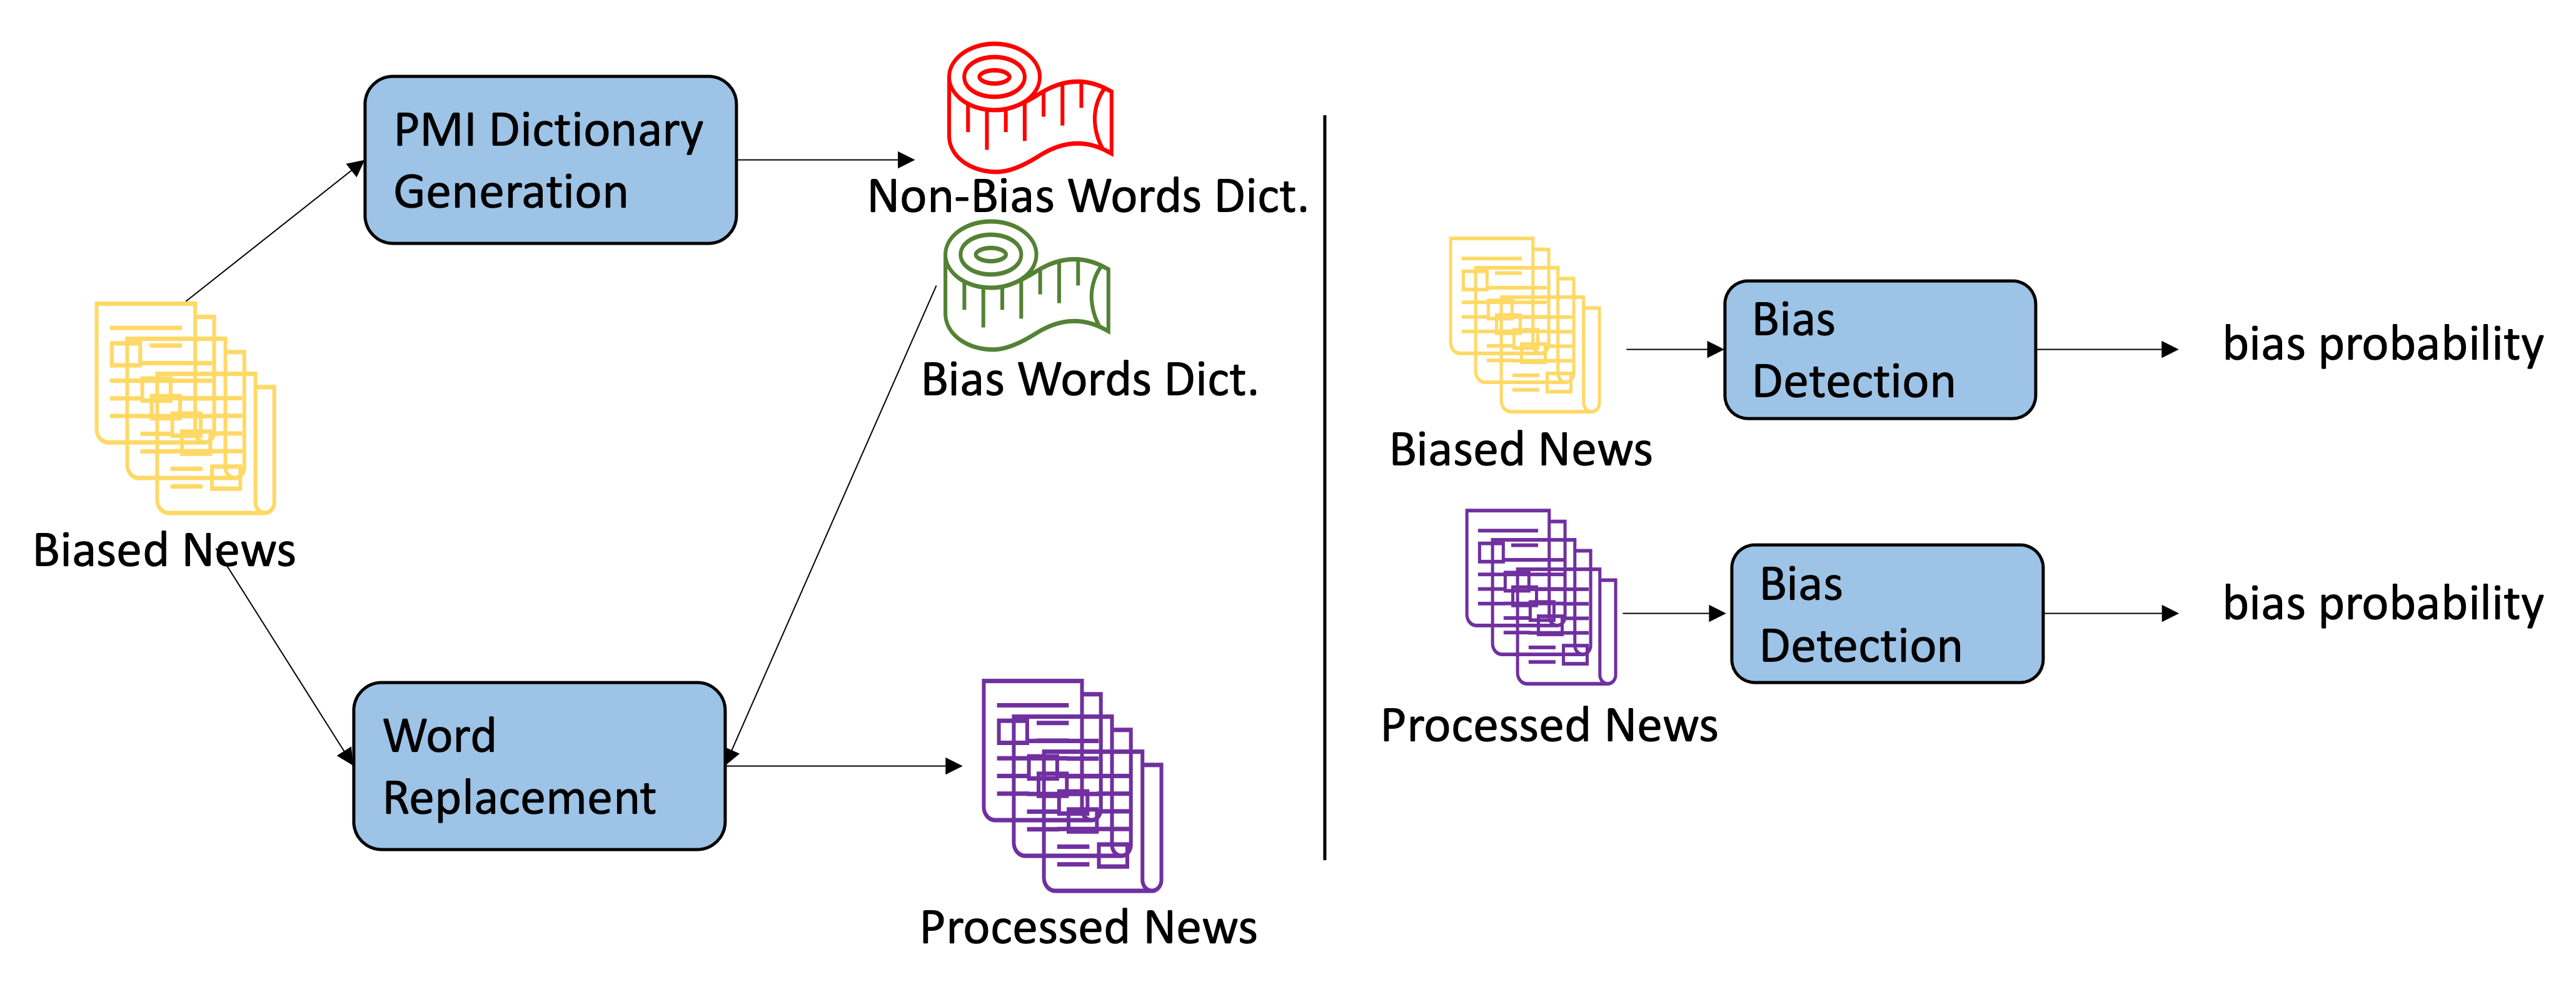 PMI Dictionary
Generation
Non-Bias Words Dict.
Bias Words Dict.
Biased News
Word
Replacement
Processed News
Bias
Detection
bias probability
Biased News
Bias
Detection
bias probability
Processed News